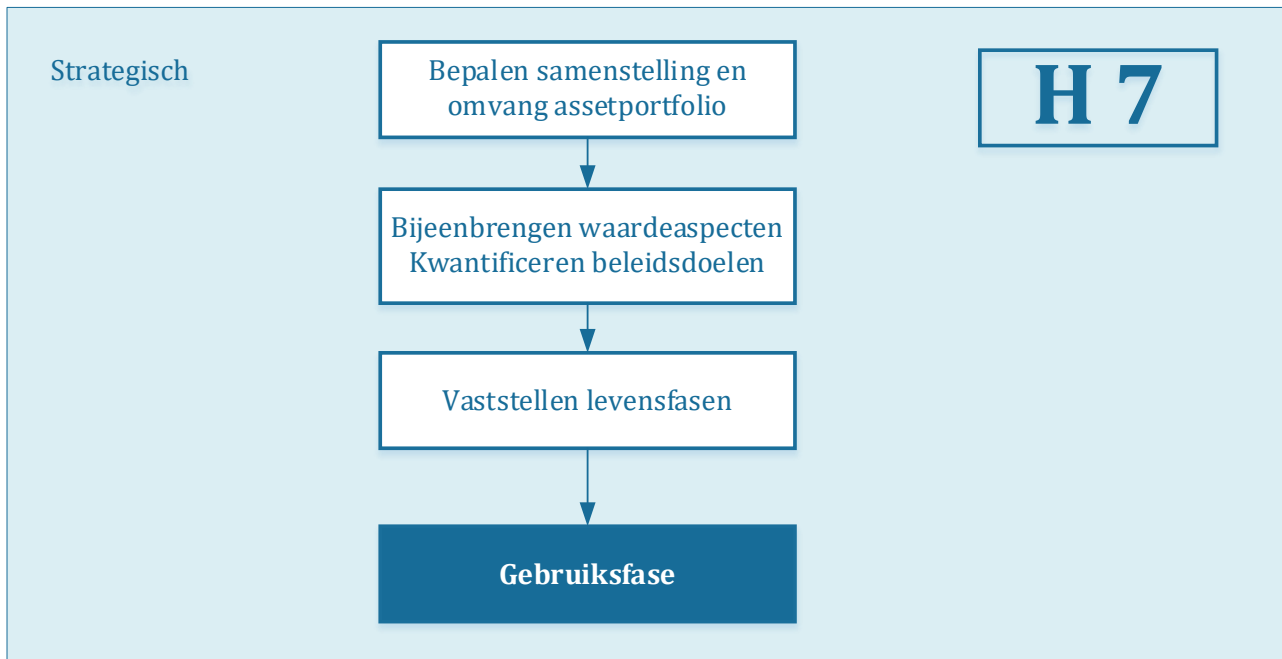 Strategisch
Bepalen samenstelling en
omvang assetportfolio
H 7
Bijeenbrengen waardeaspecten
Kwantificeren beleidsdoelen
Vaststellen levensfasen
Gebruiksfase